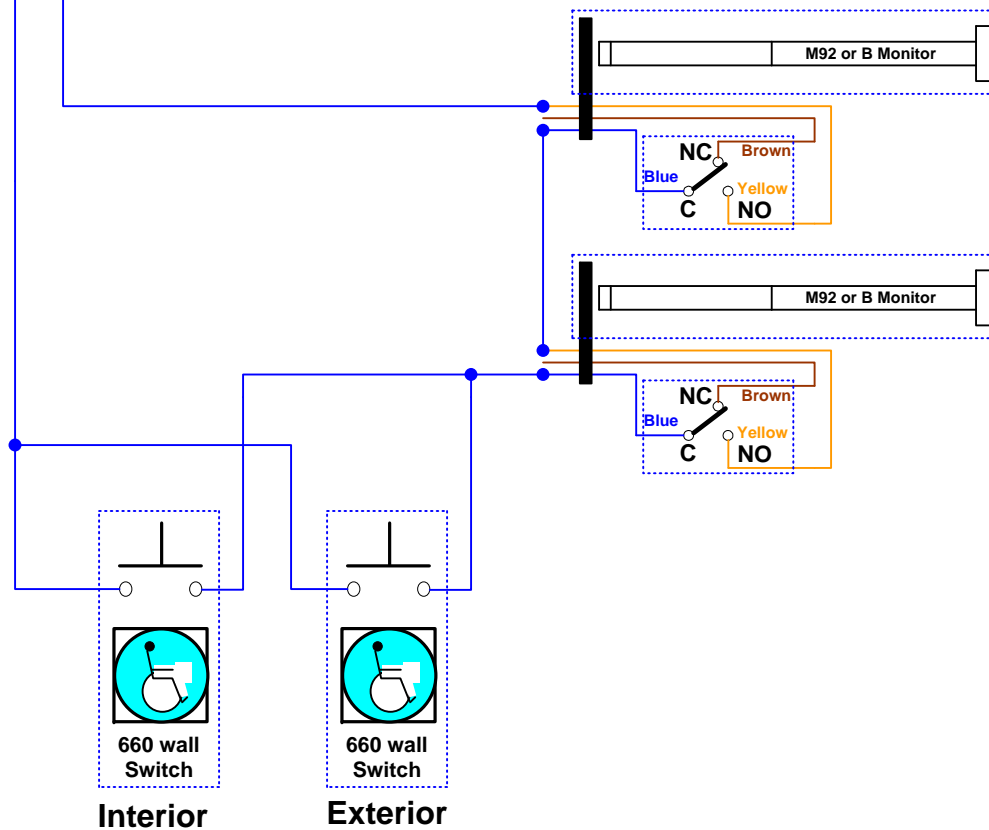 M92 or B Monitor
NC
Brown
Blue
Yellow
C
NO
M92 or B Monitor
NC
Brown
Blue
Yellow
C
NO
660 wall
Switch
660 wall
Switch
Interior
Exterior